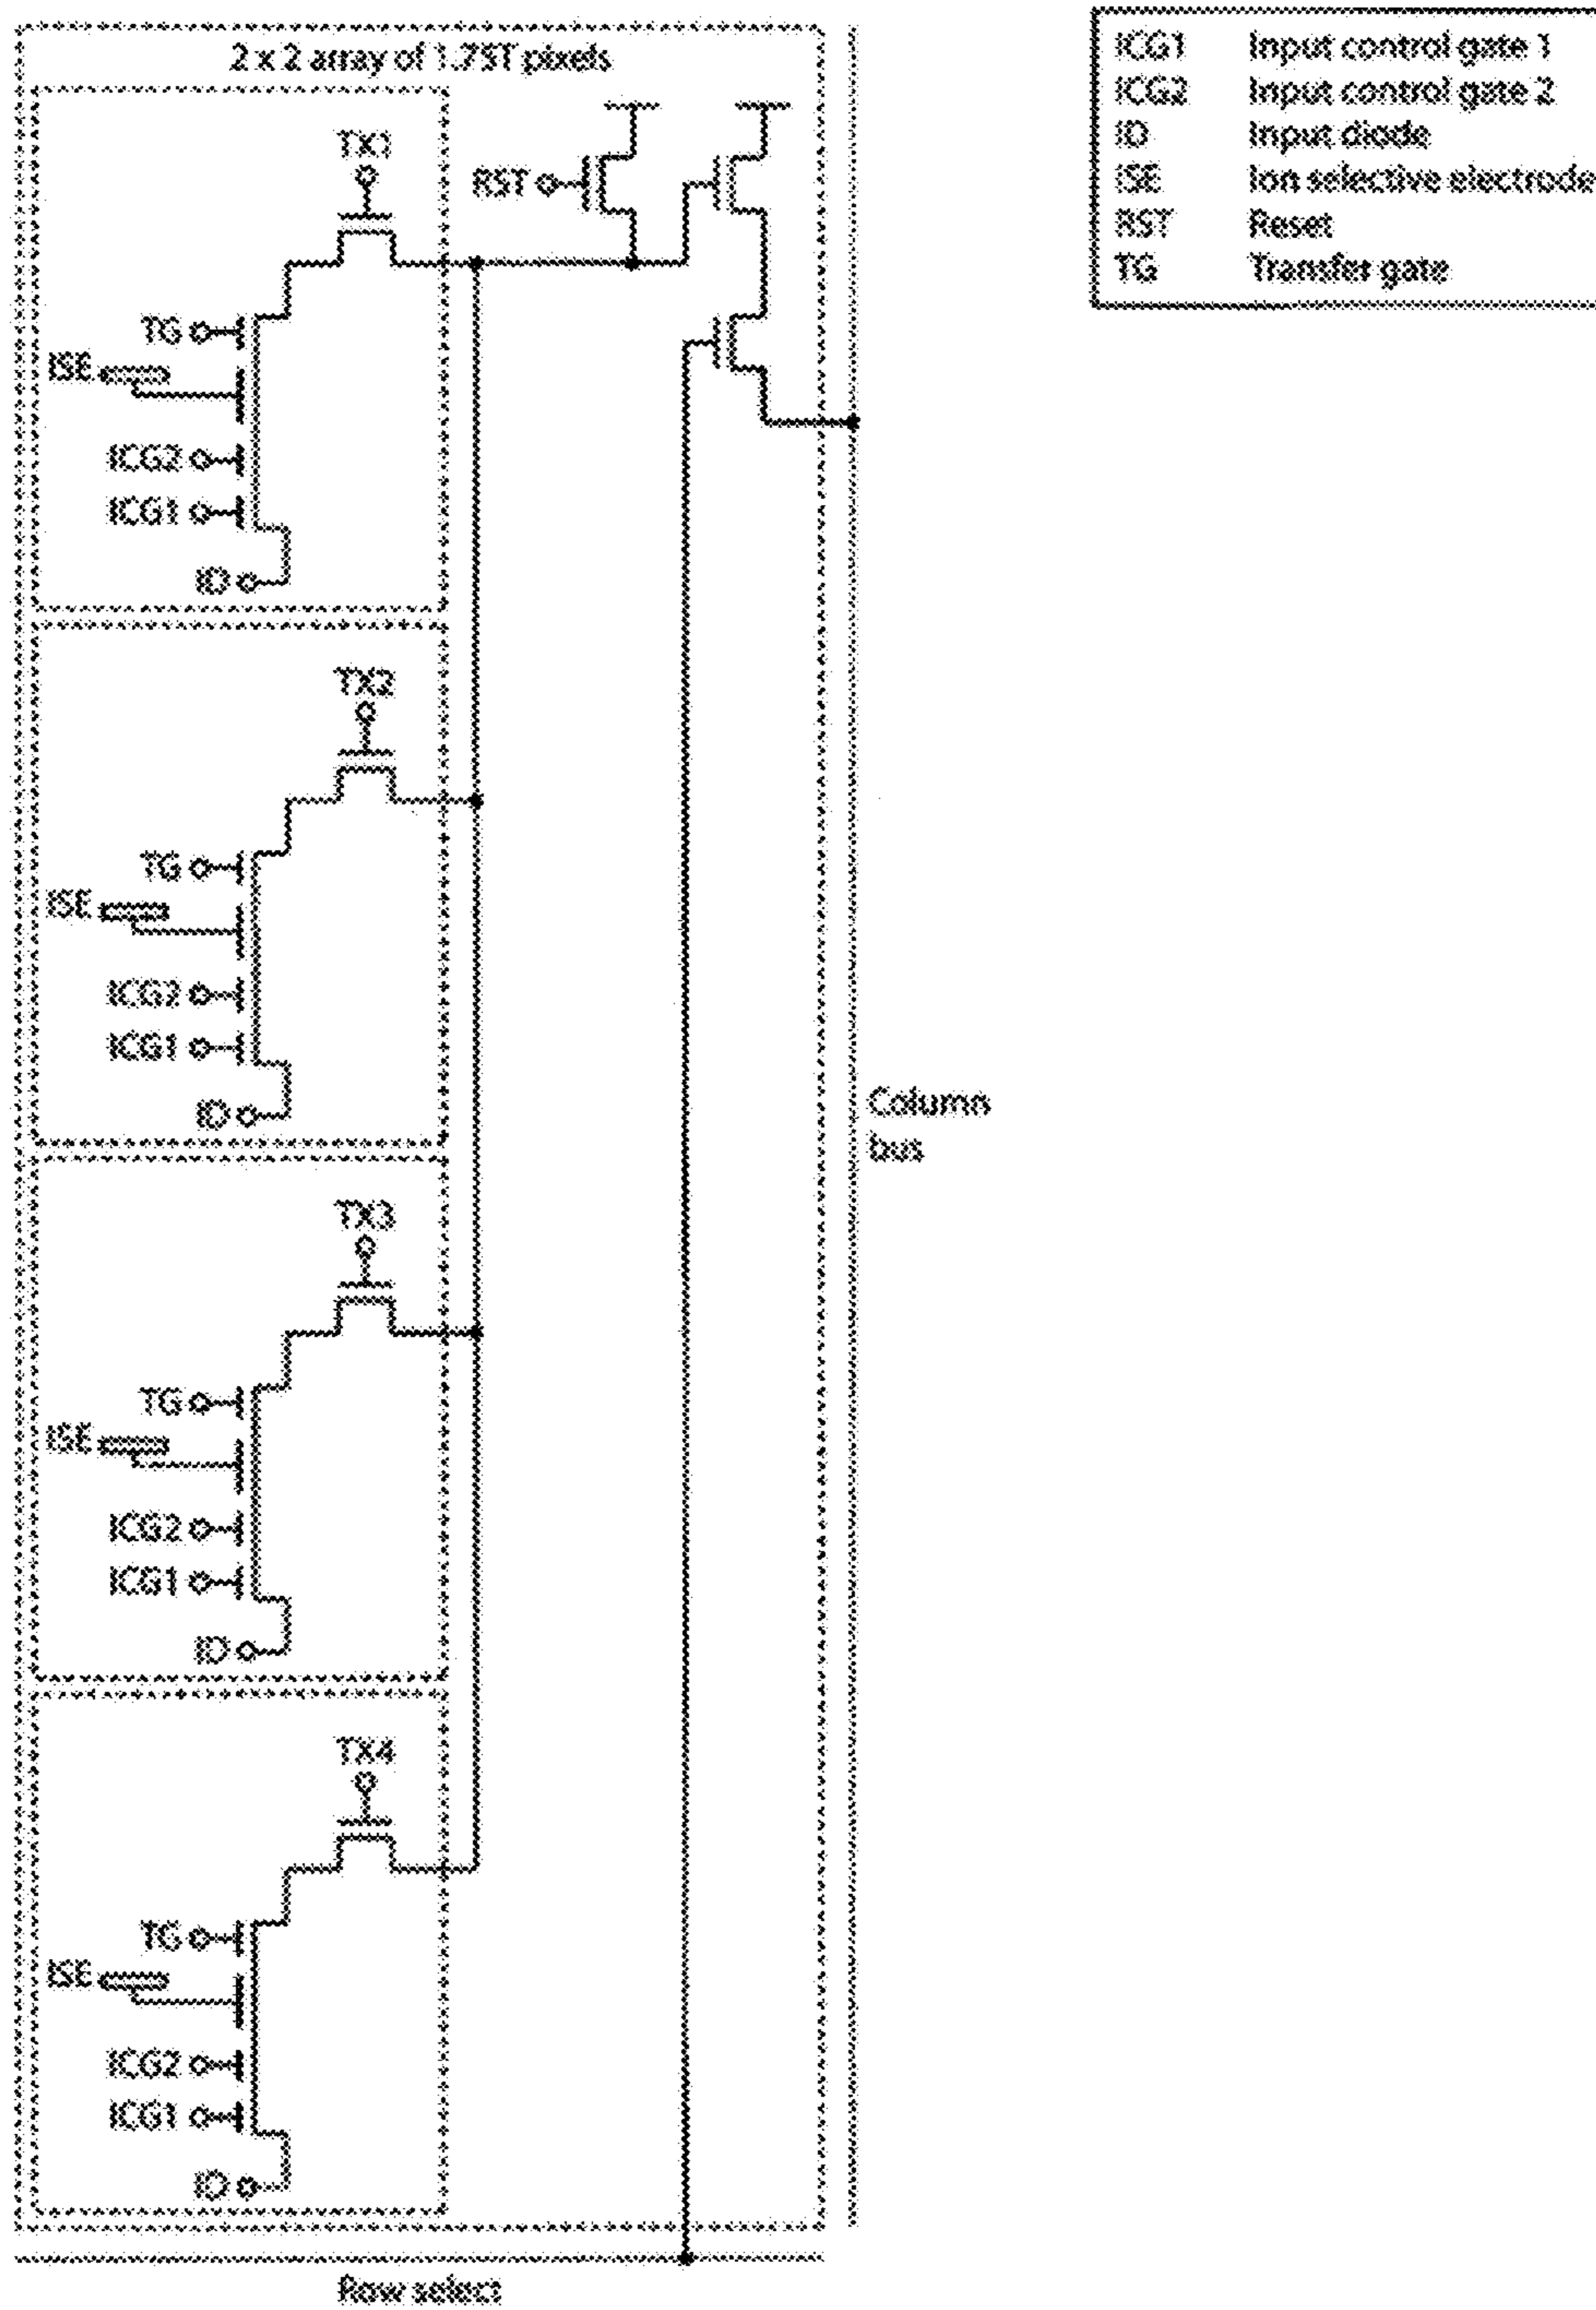 2 x 2 array of 1.75T pixels
TX1
RST
TG
ISE
ICG2
ICG1
ID
TX2
TG
ISE
ICG2
ICG1
ID
TX3
TG
ISE
ICG2
ICG1
ID
TX4
TG
ISE
ICG2
ICG1
ID
Column
bus
Row select
ICG1 Input control gate 1
ICG2 Input control gate 2
ID Input diode
ISE Ion selective electrode
RST Reset
TG Transfer gate